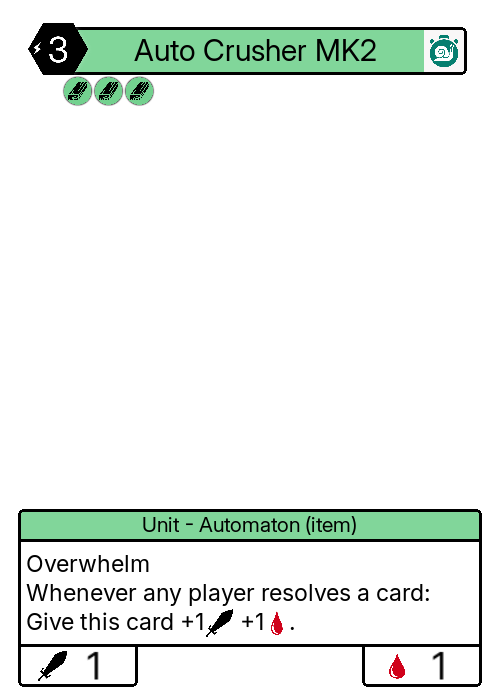 3 Auto Crusher MK2
Unit - Automaton (item)
Overwhelm
Whenever any player resolves a card:
Give this card +1 +1 .
1 1